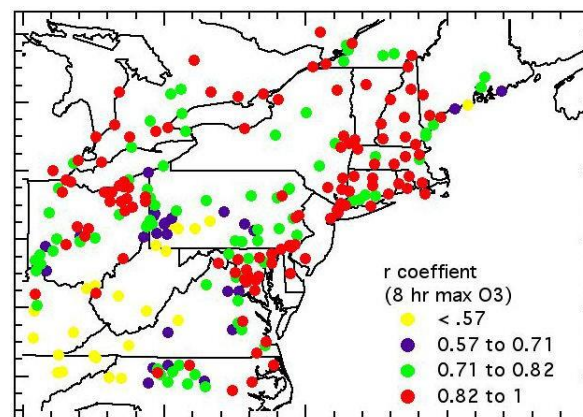 r coeffient
(8 hr max O3)
< .57
0.57 to 0.71
0.71 to 0.82
0.82 to 1